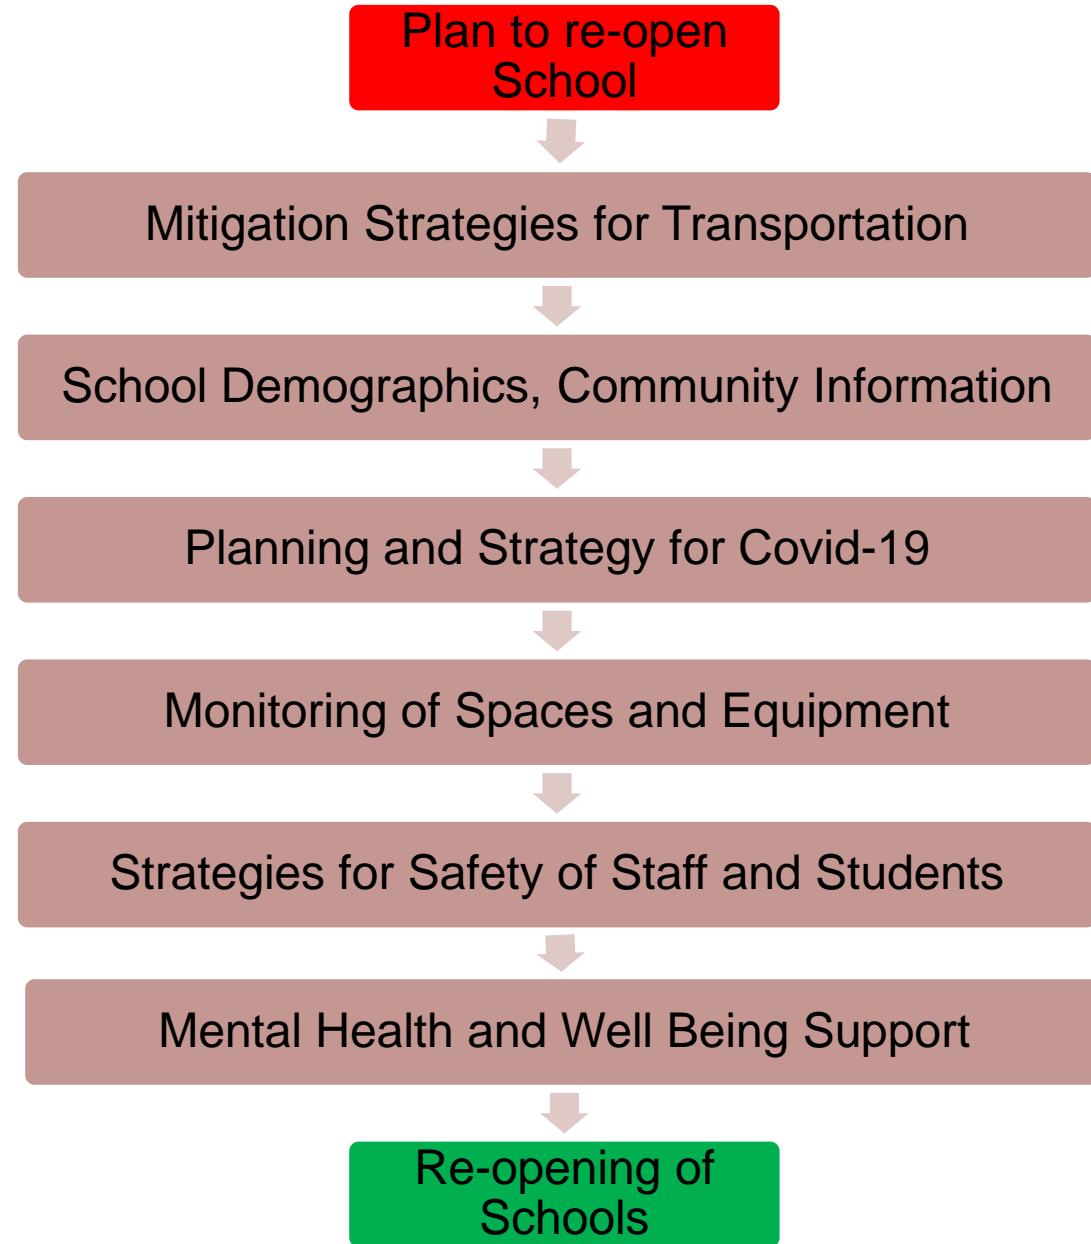 Plan to re-open
School
Mitigation Strategies for Transportation
School Demographics, Community Information
Planning and Strategy for Covid-19
Monitoring of Spaces and Equipment
Strategies for Safety of Staff and Students
Mental Health and Well Being Support
Re-opening of
Schools